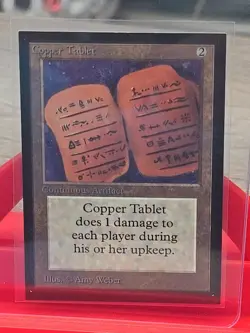 Copper Tablet 2
Continuous Artifact
Copper Tablet
does 1 damage to
each player during
his or her upkeep.
Illus. © Amy Weber